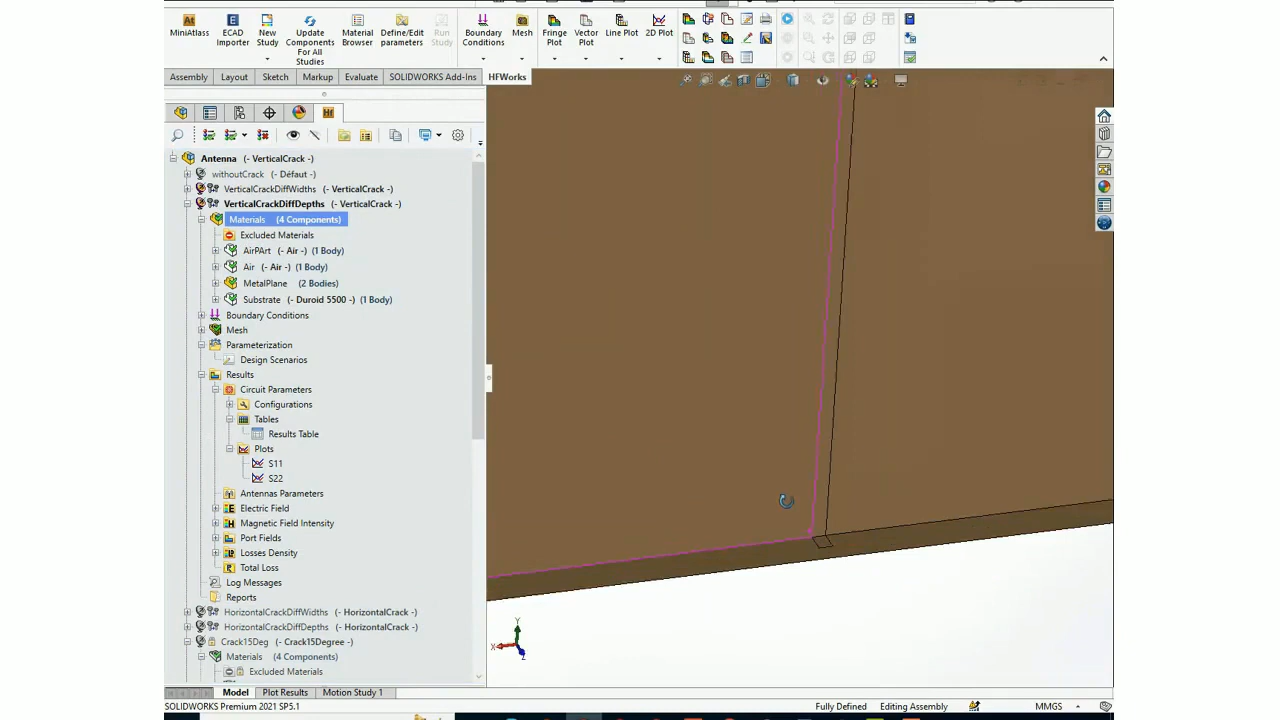 MiniAtlas
ECAD Importer
New Study
Update Components For All Studies
Material Browser
Define/Edit parameters
Run Study
Boundary Conditions
Mesh
Fringe Plot
Vector Plot
Line Plot
2D Plot
Assembly
Layout
Sketch
Markup
Evaluate
SOLIDWORKS Add-Ins
HFWorks
Antenna (- VerticalCrack -)
withoutCrack (- Défaut -)
VerticalCrackDiffWidths (- VerticalCrack -)
VerticalCrackDiffDepths (- VerticalCrack -)
Materials (4 Components)
Excluded Materials
AirPArt (- Air -) (1 Body)
Air (- Air -) (1 Body)
MetalPlane (2 Bodies)
Substrate (- Duroid 5500 -) (1 Body)
Boundary Conditions
Mesh
Parameterization
Design Scenarios
Results
Circuit Parameters
Configurations
Tables
Results Table
Plots
S11
S22
Antennas Parameters
Electric Field
Magnetic Field Intensity
Port Fields
Losses Density
Total Loss
Log Messages
Reports
HorizontalCrackDiffWidths (- HorizontalCrack -)
HorizontalCrackDiffDepths (- HorizontalCrack -)
Crack15Deg (- Crack15Degree -)
Materials (4 Components)
Excluded Materials
Y
X
Z
Model
Plot Results
Motion Study 1
SOLIDWORKS Premium 2021 SP5.1
Fully Defined
Editing Assembly
MMGS